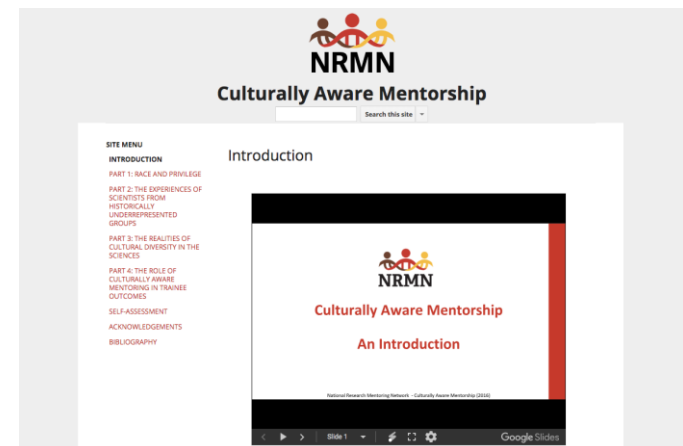 NRMN
Culturally Aware Mentorship
Search this site
SITE MENU
INTRODUCTION
PART 1: RACE AND PRIVILEGE
PART 2: THE EXPERIENCES OF
SCIENTISTS FROM
HISTORICALLY
UNDERREPRESENTED
GROUPS
PART 3: THE REALITIES OF
CULTURAL DIVERSITY IN THE
SCIENCES
PART 4: THE ROLE OF
CULTURALLY AWARE
MENTORING IN TRAINEE
OUTCOMES
SELF-ASSESSMENT
ACKNOWLEDGEMENTS
BIBLIOGRAPHY
Introduction
NRMN
Culturally Aware Mentorship
An Introduction
National Research Mentoring Network - Culturally Aware Mentorship (2016)
Slide 1
Google Slides